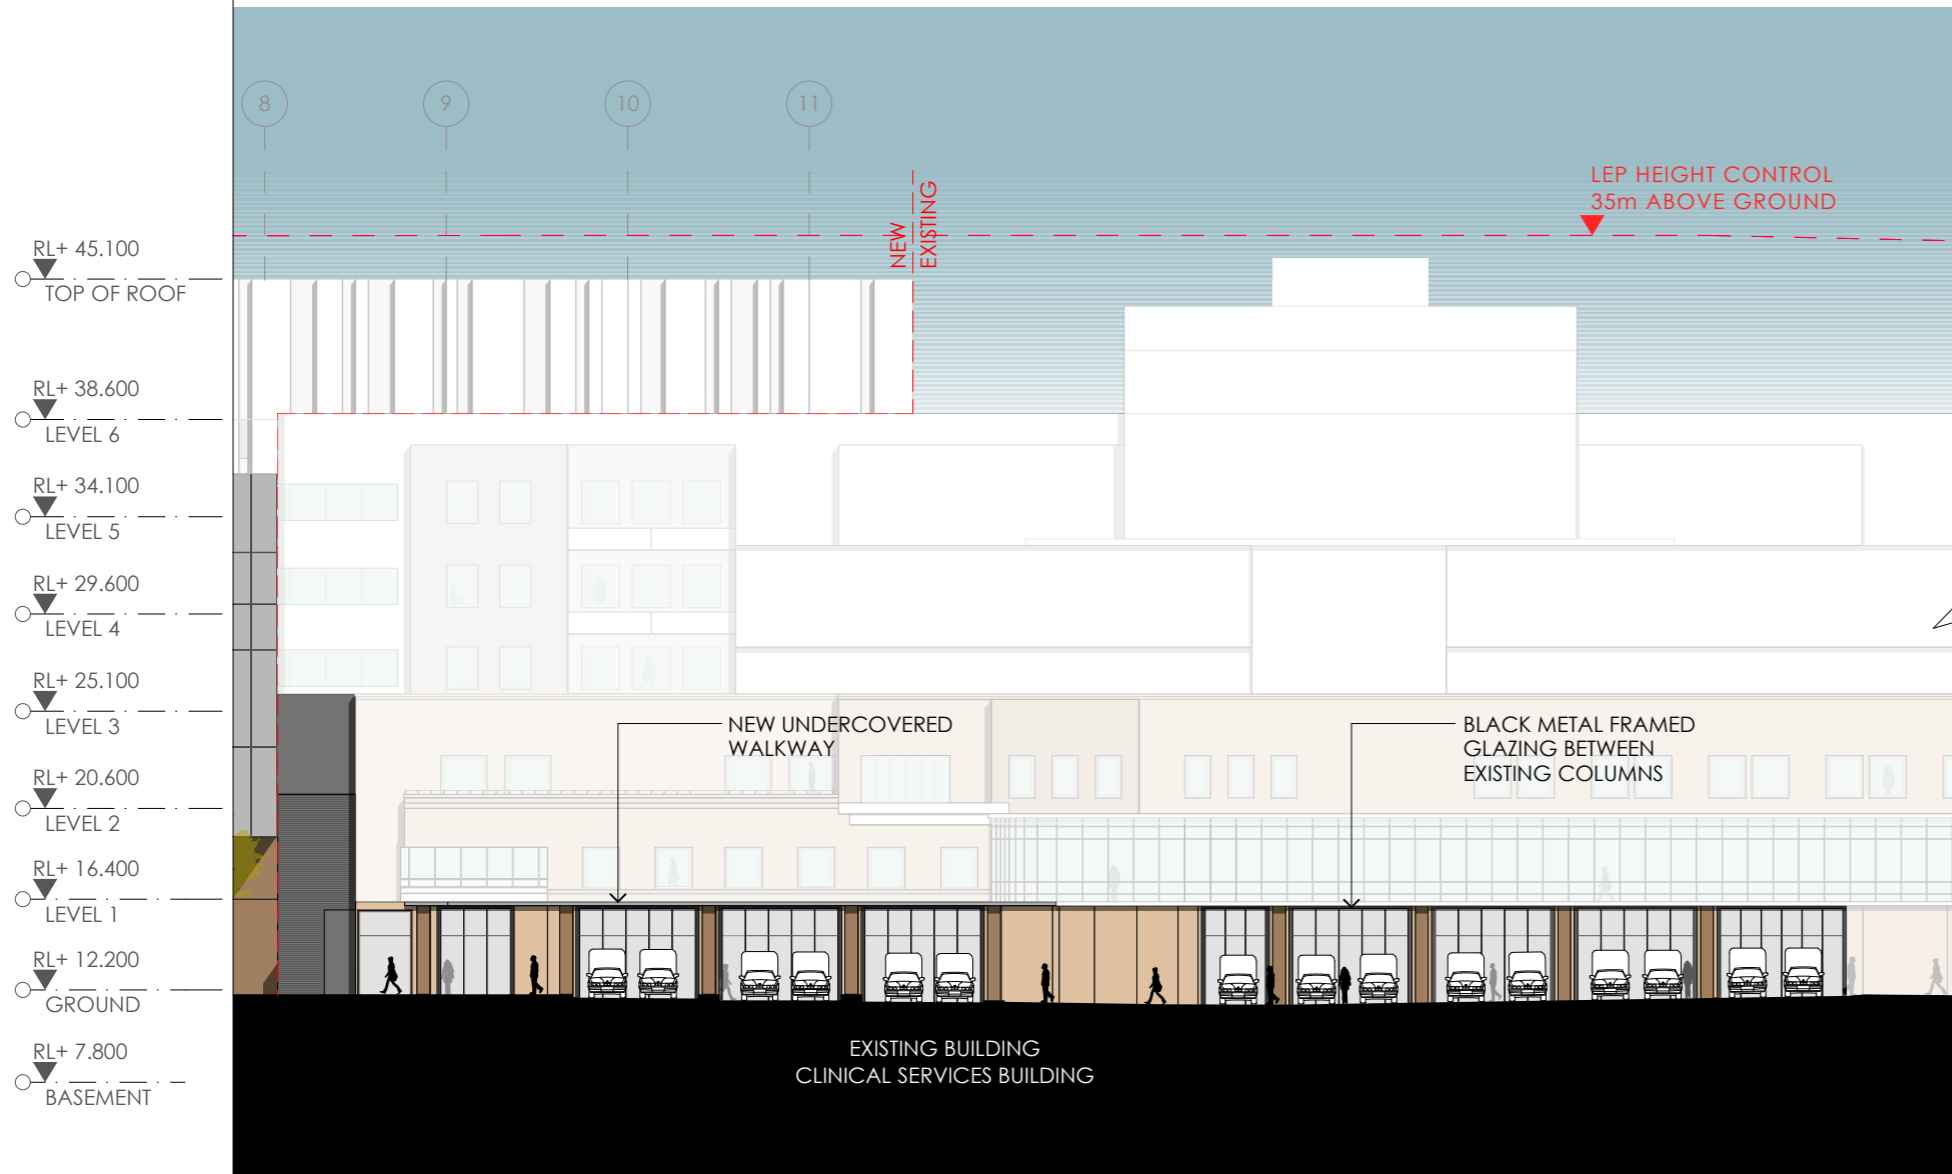 8
9
10
11
LEP HEIGHT CONTROL
35m ABOVE GROUND
NEW
EXISTING
RL+ 45.100
TOP OF ROOF
RL+ 38.600
LEVEL 6
RL+ 34.100
LEVEL 5
RL+ 29.600
LEVEL 4
RL+ 25.100
LEVEL 3
NEW UNDERCOVERED
WALKWAY
BLACK METAL FRAMED
GLAZING BETWEEN
EXISTING COLUMNS
RL+ 20.600
LEVEL 2
RL+ 16.400
LEVEL 1
RL+ 12.200
GROUND
RL+ 7.800
BASEMENT
EXISTING BUILDING
CLINICAL SERVICES BUILDING